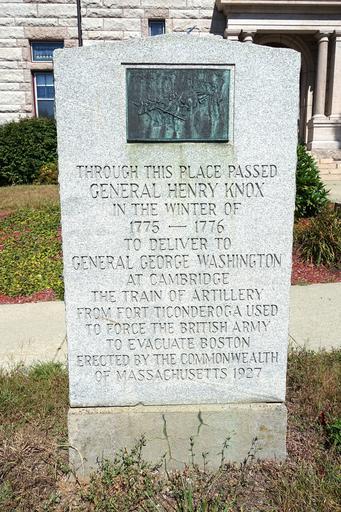 THROUGH THIS PLACE PASSED
GENERAL HENRY KNOX
IN THE WINTER OF
1775 — 1776
TO DELIVER TO
GENERAL GEORGE WASHINGTON
AT CAMBRIDGE
THE TRAIN OF ARTILLERY
FROM FORT TICONDEROGA USED
TO FORCE THE BRITISH ARMY
TO EVACUATE BOSTON
ERECTED BY THE COMMONWEALTH
OF MASSACHUSETTS 1927